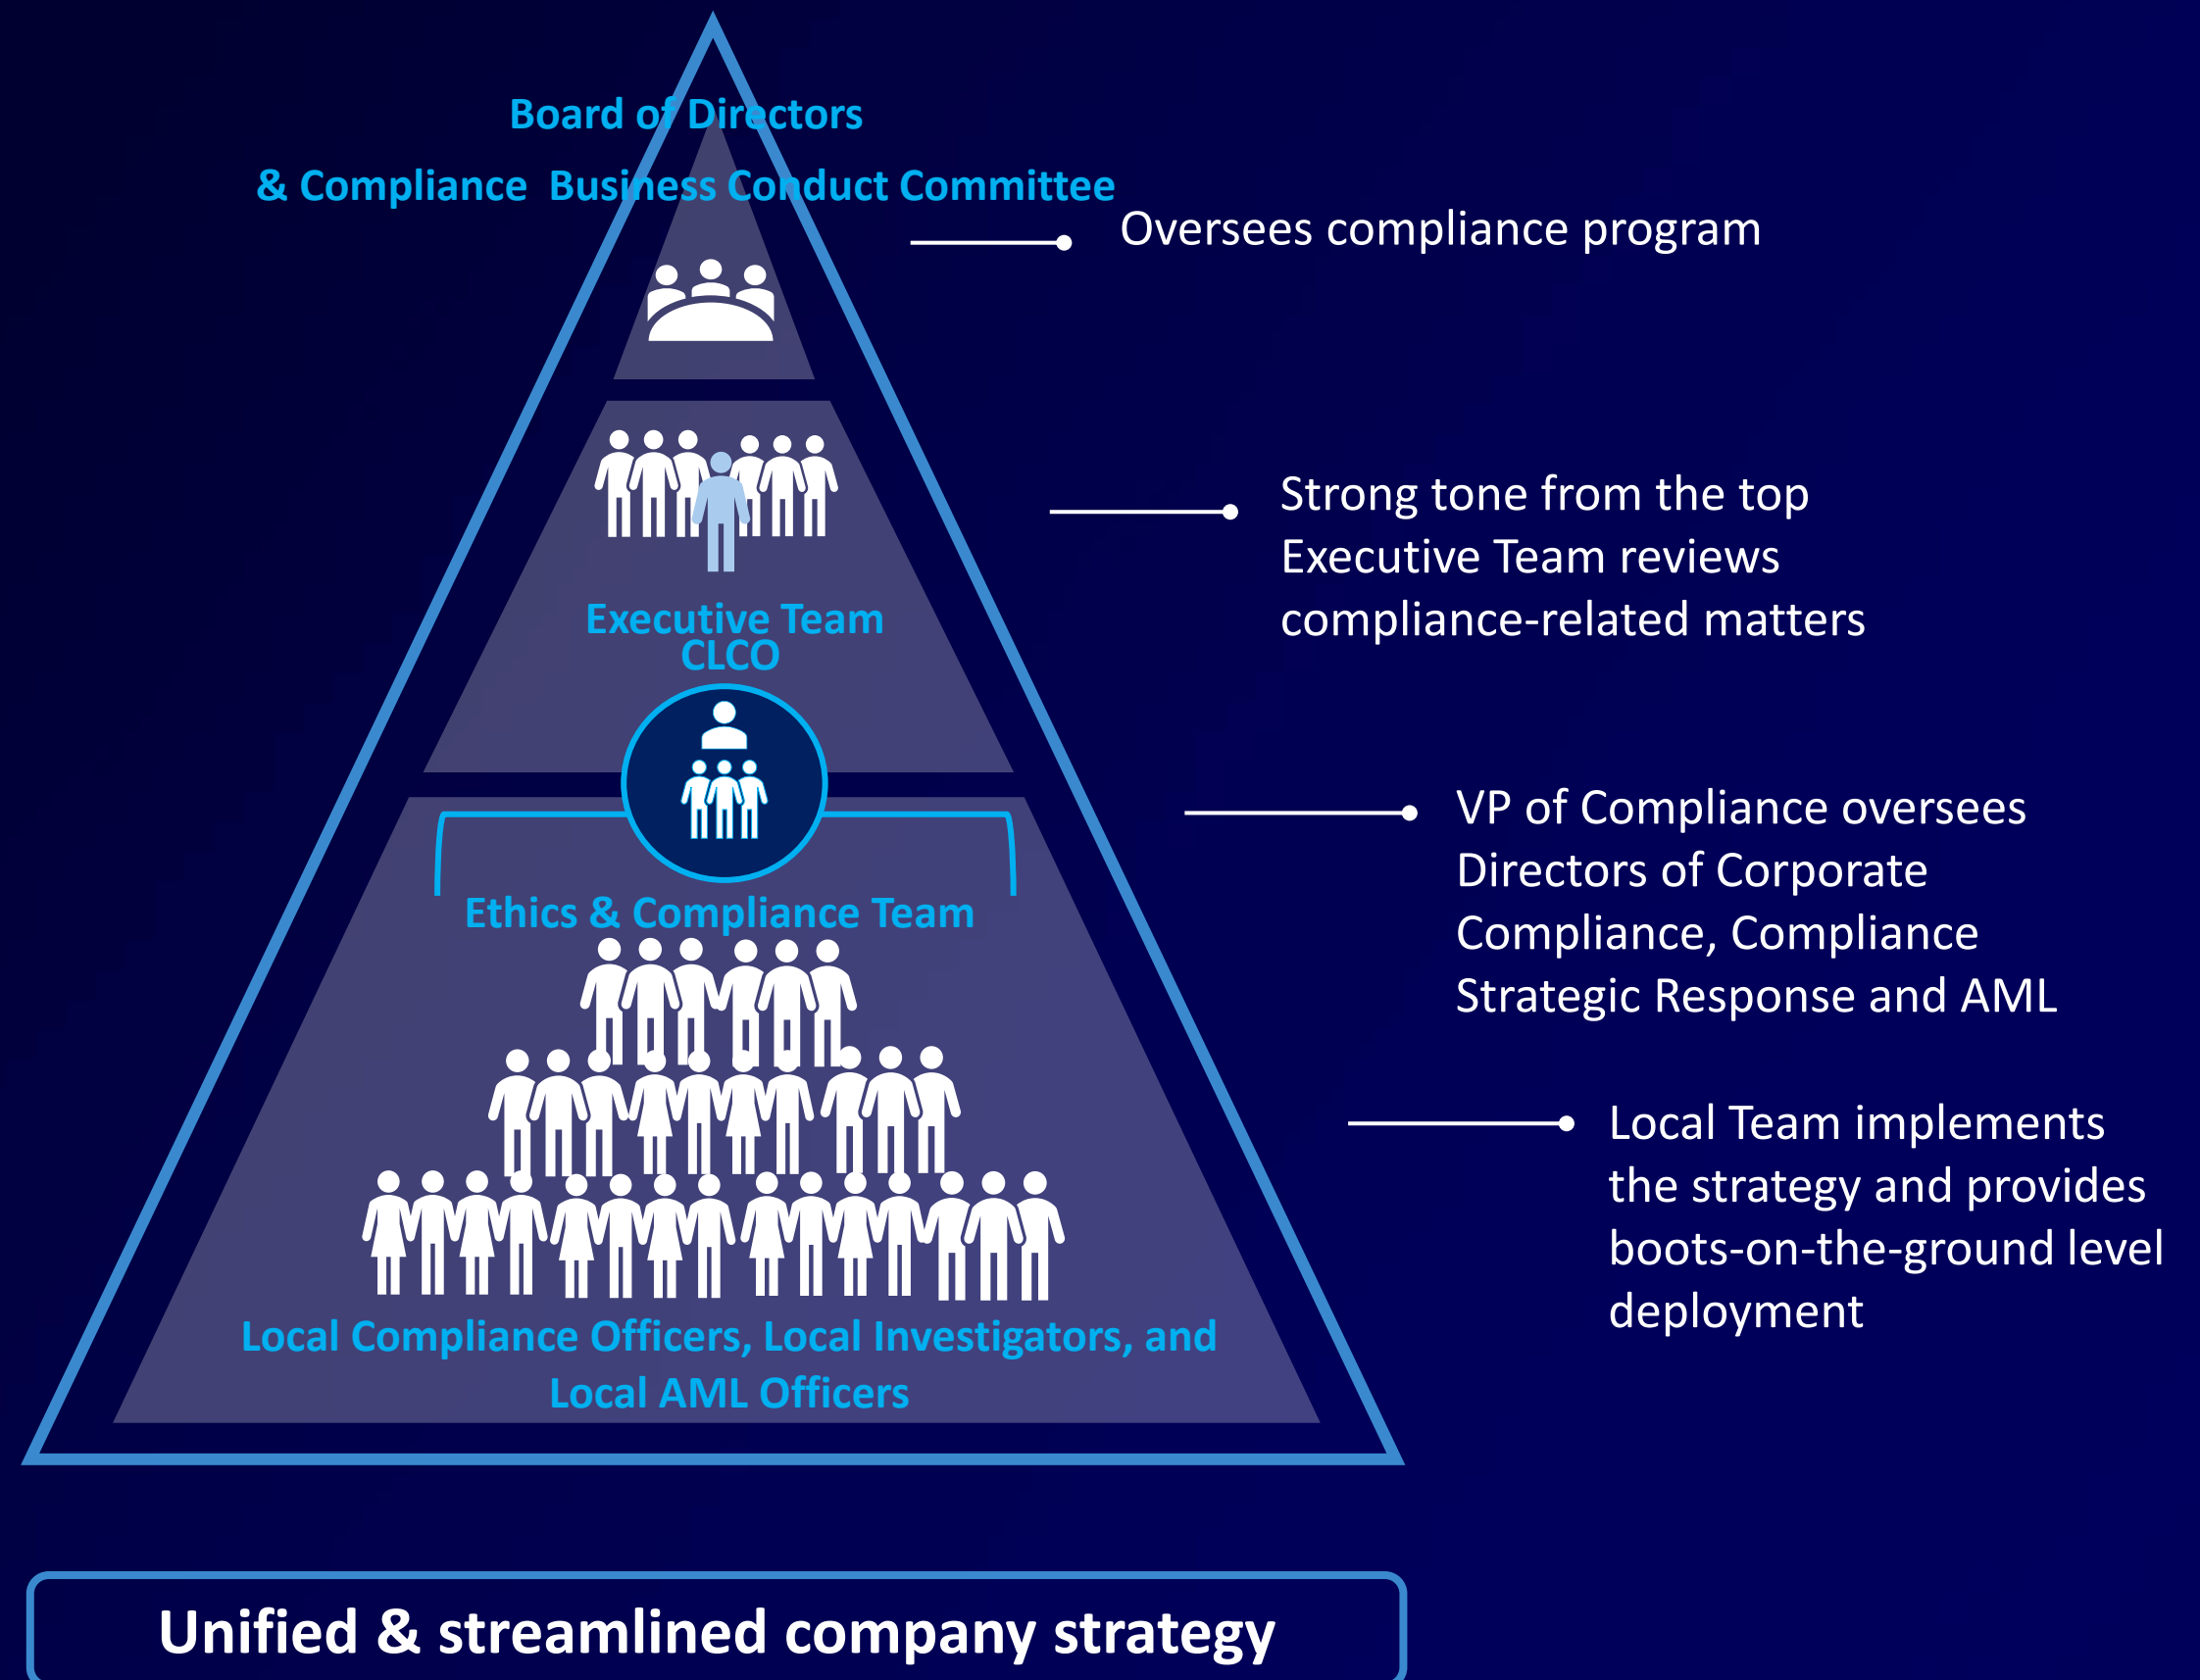 Board of Directors
& Compliance Business Conduct Committee
Oversees compliance program
Strong tone from the top
Executive Team reviews
compliance-related matters
Executive Team
CLCO
VP of Compliance oversees
Directors of Corporate
Compliance, Compliance
Strategic Response and AML
Ethics & Compliance Team
Local Team implements
the strategy and provides
boots-on-the-ground level
deployment
Local Compliance Officers, Local Investigators, and
Local AML Officers
Unified & streamlined company strategy